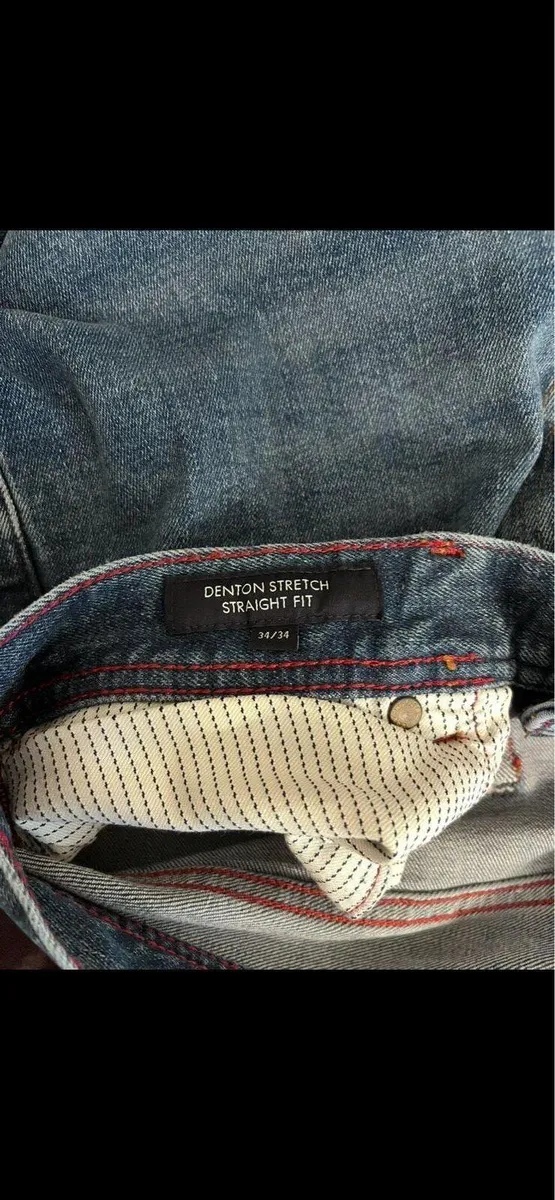 DENTON STRETCH
STRAIGHT FIT
34/34